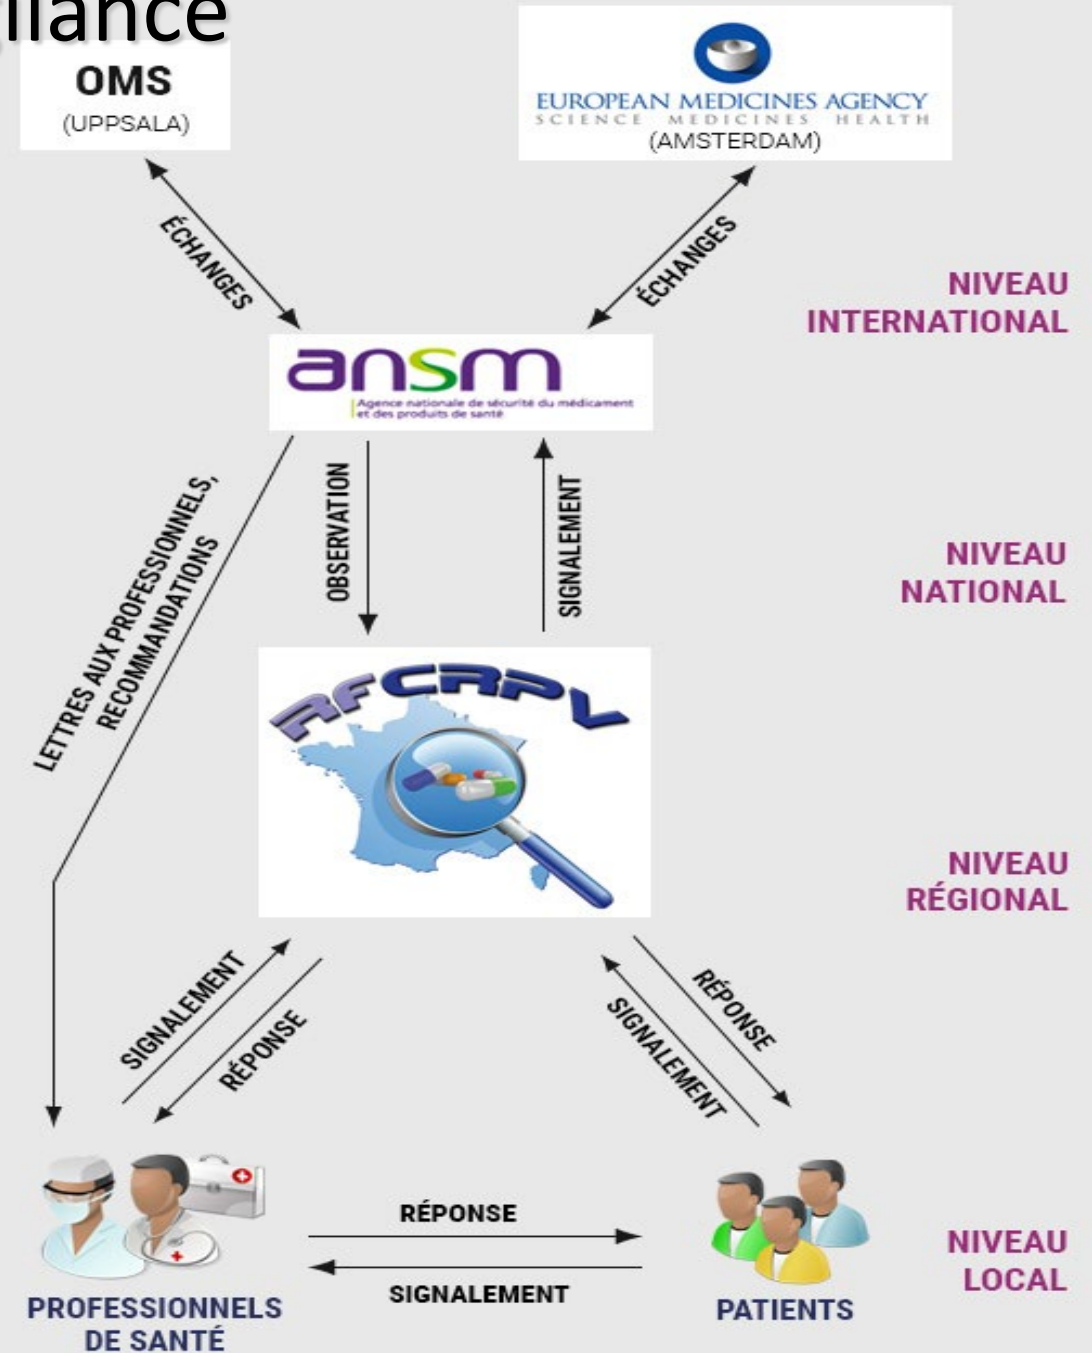 gilance
OMS
(UPPSALA)
EUROPEAN MEDICINES AGENCY
SCIENCE MEDICINES HEALTH
(AMSTERDAM)
ÉCHANGES
ÉCHANGES
NIVEAU
INTERNATIONAL
ansm
Agence nationale de sécurité du médicament
et des produits de santé
LETTRES AUX PROFESSIONNELS,
RECOMMANDATIONS
OBSERVATION
SIGNALEMENT
NIVEAU
NATIONAL
RFCRPV
NIVEAU
RÉGIONAL
SIGNALEMENT
RÉPONSE
SIGNALEMENT
RÉPONSE
RÉPONSE
SIGNALEMENT
NIVEAU
LOCAL
PROFESSIONNELS
DE SANTÉ
PATIENTS